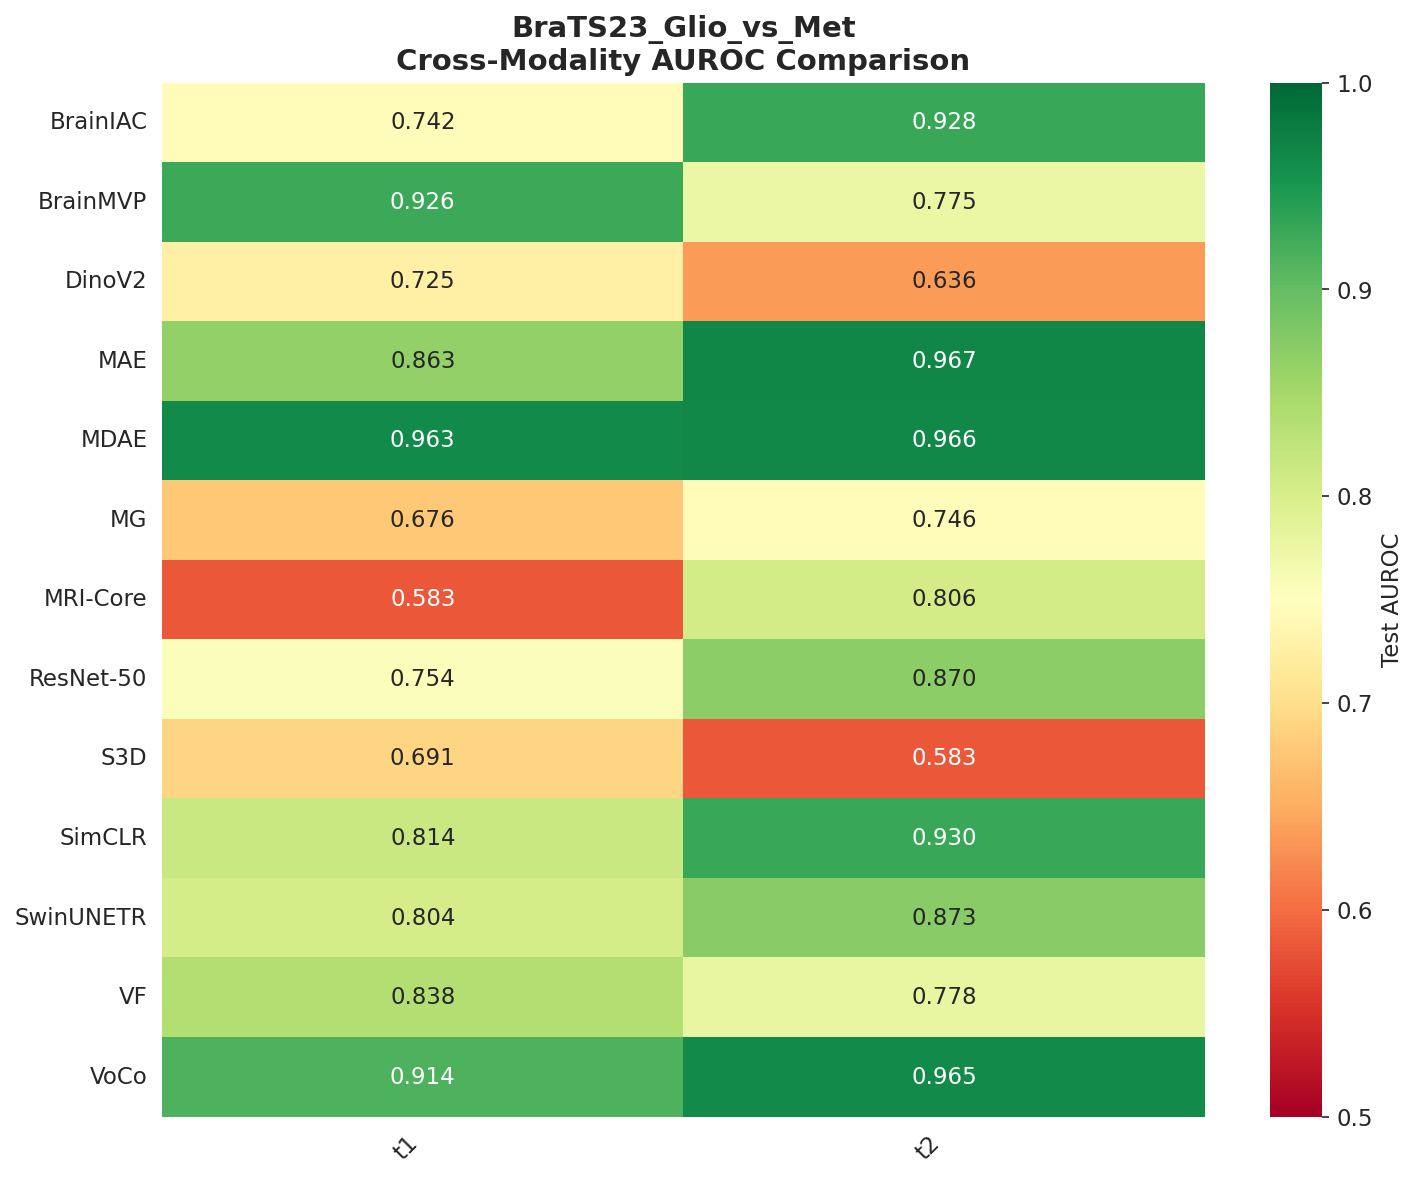 BraTS23_Glio_vs_Met
Cross-Modality AUROC Comparison
BrainIAC 0.742 0.928
BrainMVP 0.926 0.775
DinoV2 0.725 0.636
MAE 0.863 0.967
MDAE 0.963 0.966
MG 0.676 0.746
MRI-Core 0.583 0.806
ResNet-50 0.754 0.870
S3D 0.691 0.583
SimCLR 0.814 0.930
SwinUNETR 0.804 0.873
VF 0.838 0.778
VoCo 0.914 0.965
t1 t2
1.0
0.9
0.8
0.7
0.6
0.5
Test AUROC